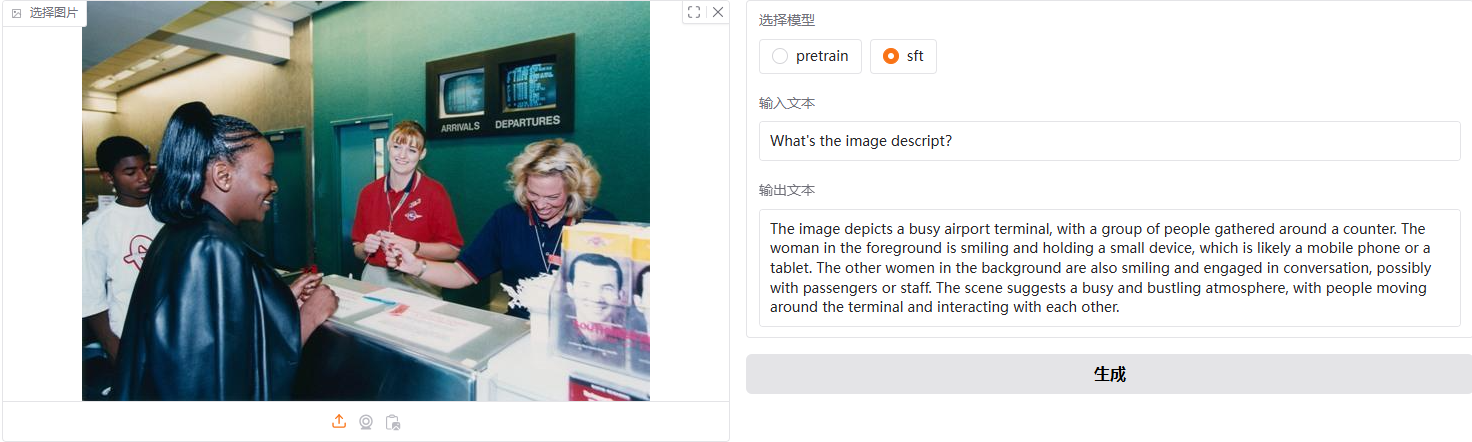 选择图片
ARRIVALS
DEPARTURES
选择模型
pretrain
sft
输入文本
What's the image descript?
输出文本
The image depicts a busy airport terminal, with a group of people gathered around a counter. The
woman in the foreground is smiling and holding a small device, which is likely a mobile phone or a
tablet. The other women in the background are also smiling and engaged in conversation, possibly
with passengers or staff. The scene suggests a busy and bustling atmosphere, with people moving
around the terminal and interacting with each other.
生成